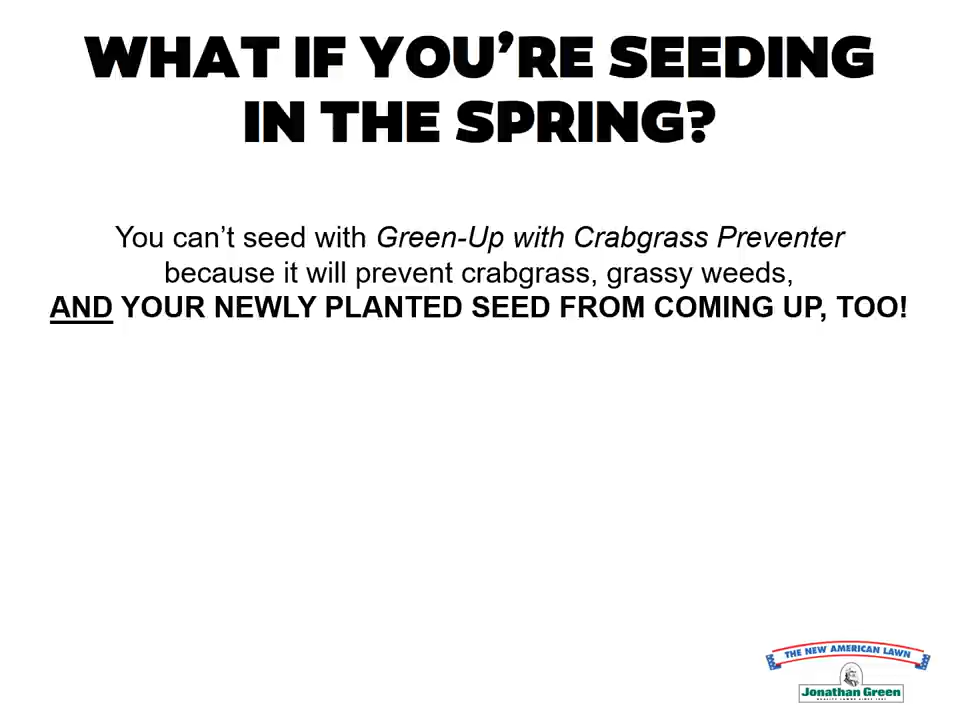 WHAT IF YOU’RE SEEDING
IN THE SPRING?
You can’t seed with Green-Up with Crabgrass Preventer
because it will prevent crabgrass, grassy weeds,
AND YOUR NEWLY PLANTED SEED FROM COMING UP, TOO!
THE NEW AMERICAN LAWN
Jonathan Green